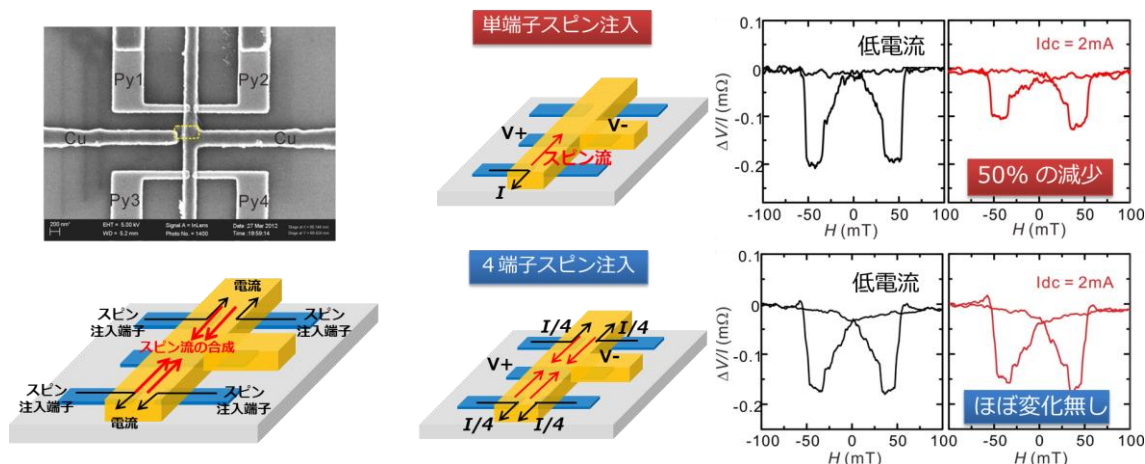 Py1
Py2
Cu
Cu
Py3
Py4
200 nm
EHT = 5.00 kV
WD = 5.2 mm
Signal A = InLens
Photo No. = 1400
Date :27 Mar 2012
Time :18:59:14
電流
スピン
注入端子
スピン
注入端子
スピン流の合成
スピン
注入端子
スピン
注入端子
電流
単端子スピン注入
V+
V-
スピン流
I
4端子スピン注入
I/4
I/4
V+
V-
I/4
I/4
低電流
0.1
0
-0.1
-0.2
ΔV/I (mΩ)
-100
-50
0
50
100
H (mT)
Idc = 2mA
50% の減少
-100
-50
0
50
100
H (mT)
低電流
0.1
0
-0.1
-0.2
ΔV/I (mΩ)
-100
-50
0
50
100
H (mT)
Idc = 2mA
ほぼ変化無し
-50
0
50
100
H (mT)